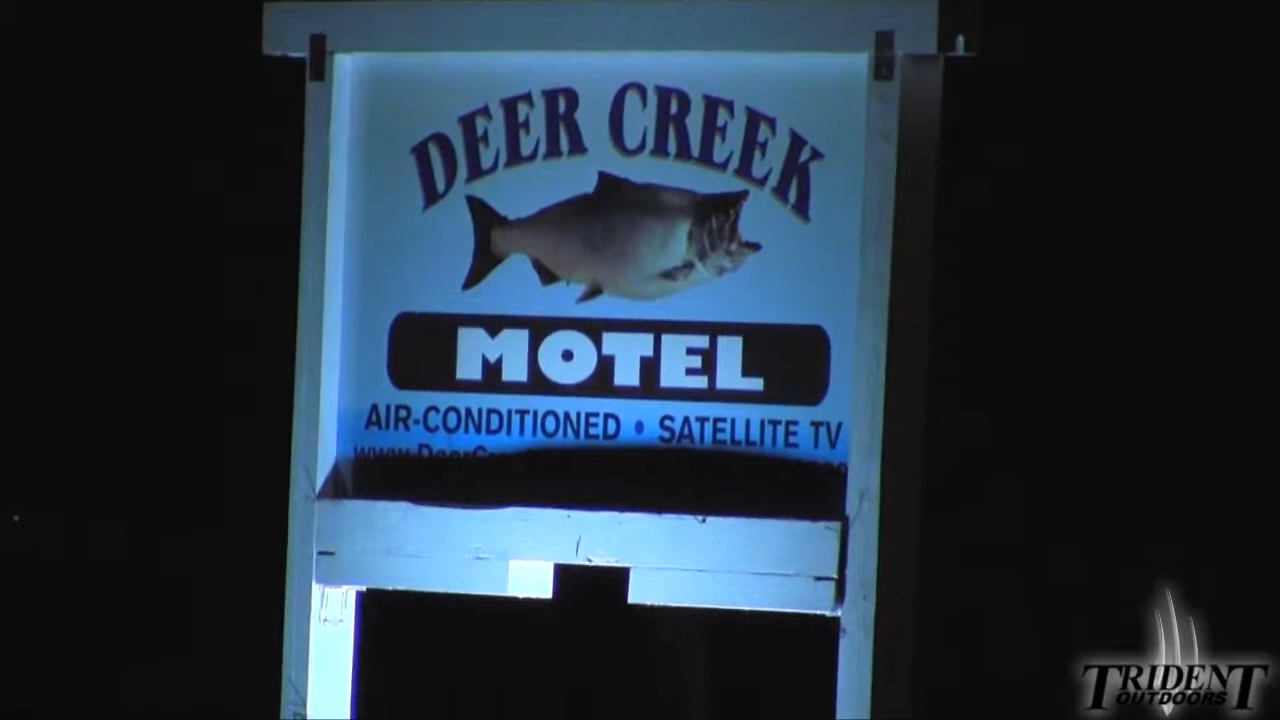 DEER CREEK
MOTEL
AIR-CONDITIONED • SATELLITE TV
TRIDENT
OUTDOORS